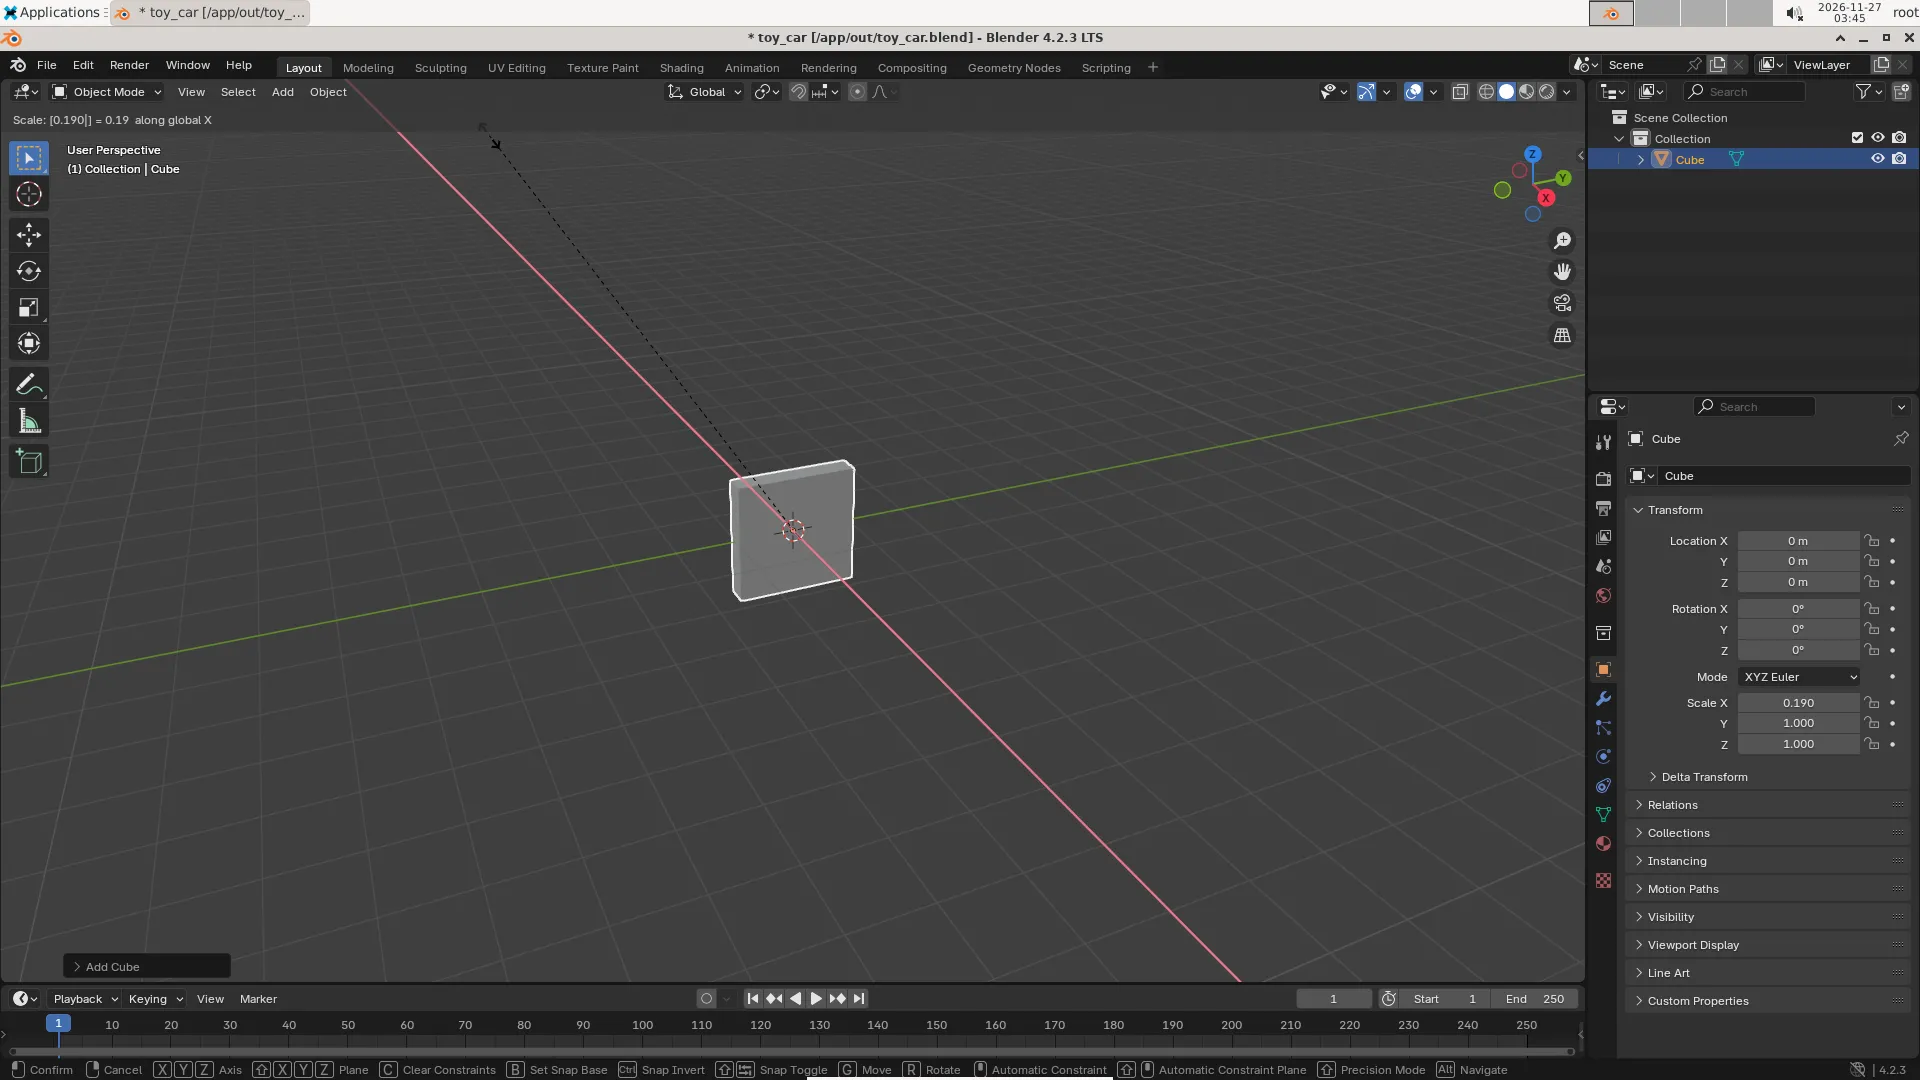 Applications
* toy_car [/app/out/toy_...
2026-11-27
03:45
root
* toy_car [/app/out/toy_car.blend] - Blender 4.2.3 LTS
File Edit Render Window Help
Layout Modeling Sculpting UV Editing Texture Paint Shading Animation Rendering Compositing Geometry Nodes Scripting +
Scene
ViewLayer
Object Mode View Select Add Object
Global
Search
Scale: [0.190|] = 0.19 along global X
Scene Collection
User Perspective
(1) Collection | Cube
Collection
Cube
Z
Y
X
Search
Cube
Cube
Transform
Location X 0 m
Y 0 m
Z 0 m
Rotation X 0°
Y 0°
Z 0°
Mode XYZ Euler
Scale X 0.190
Y 1.000
Z 1.000
Delta Transform
Relations
Collections
Instancing
Motion Paths
Visibility
Viewport Display
Line Art
Custom Properties
Add Cube
Playback Keying View Marker
1
Start 1
End 250
1 10 20 30 40 50 60 70 80 90 100 110 120 130 140 150 160 170 180 190 200 210 220 230 240 250
Confirm Cancel X Y Z Axis X Y Z Plane C Clear Constraints B Set Snap Base Ctrl Snap Invert Snap Toggle G Move R Rotate Automatic Constraint Automatic Constraint Plane Precision Mode Alt Navigate
4.2.3